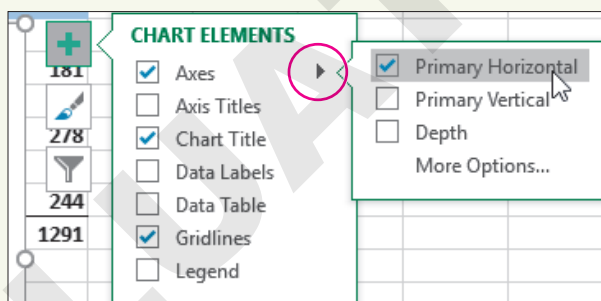 CHART ELEMENTS
Axes
Axis Titles
Chart Title
Data Labels
Data Table
Gridlines
Legend
Primary Horizontal
Primary Vertical
Depth
More Options...
181
278
244
1291